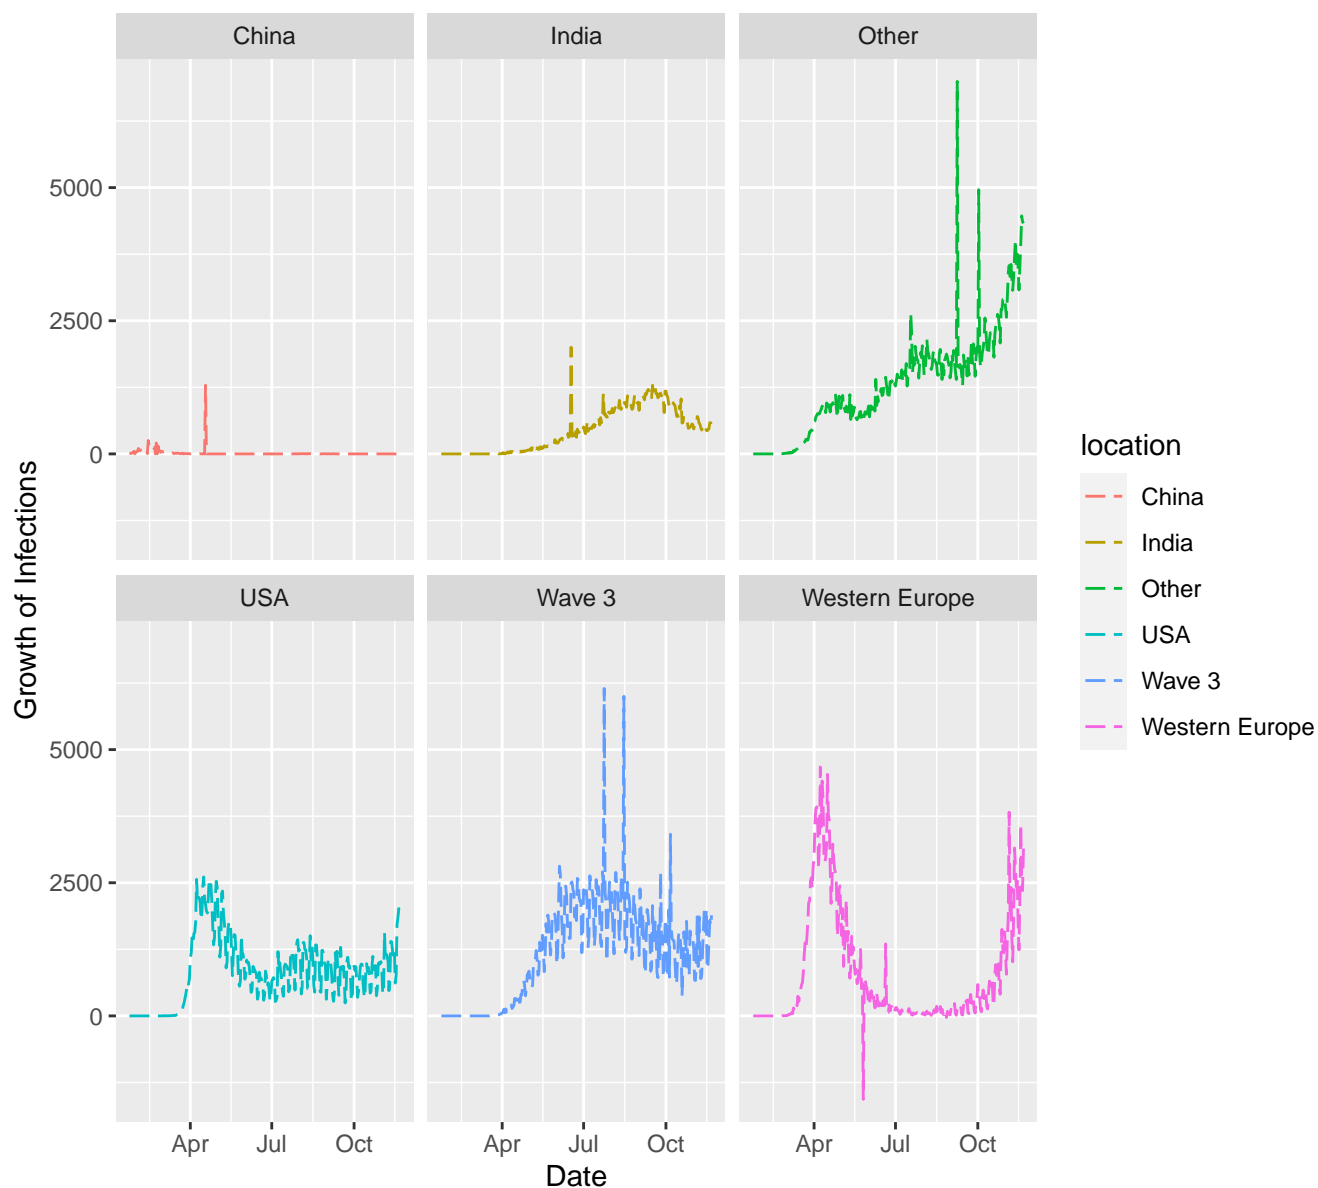 China
India
Other
5000
2500
0
Growth of Infections
USA
Wave 3
Western Europe
5000
2500
0
Apr
Jul
Oct
Apr
Jul
Oct
Apr
Jul
Oct
Date
location
China
India
Other
USA
Wave 3
Western Europe